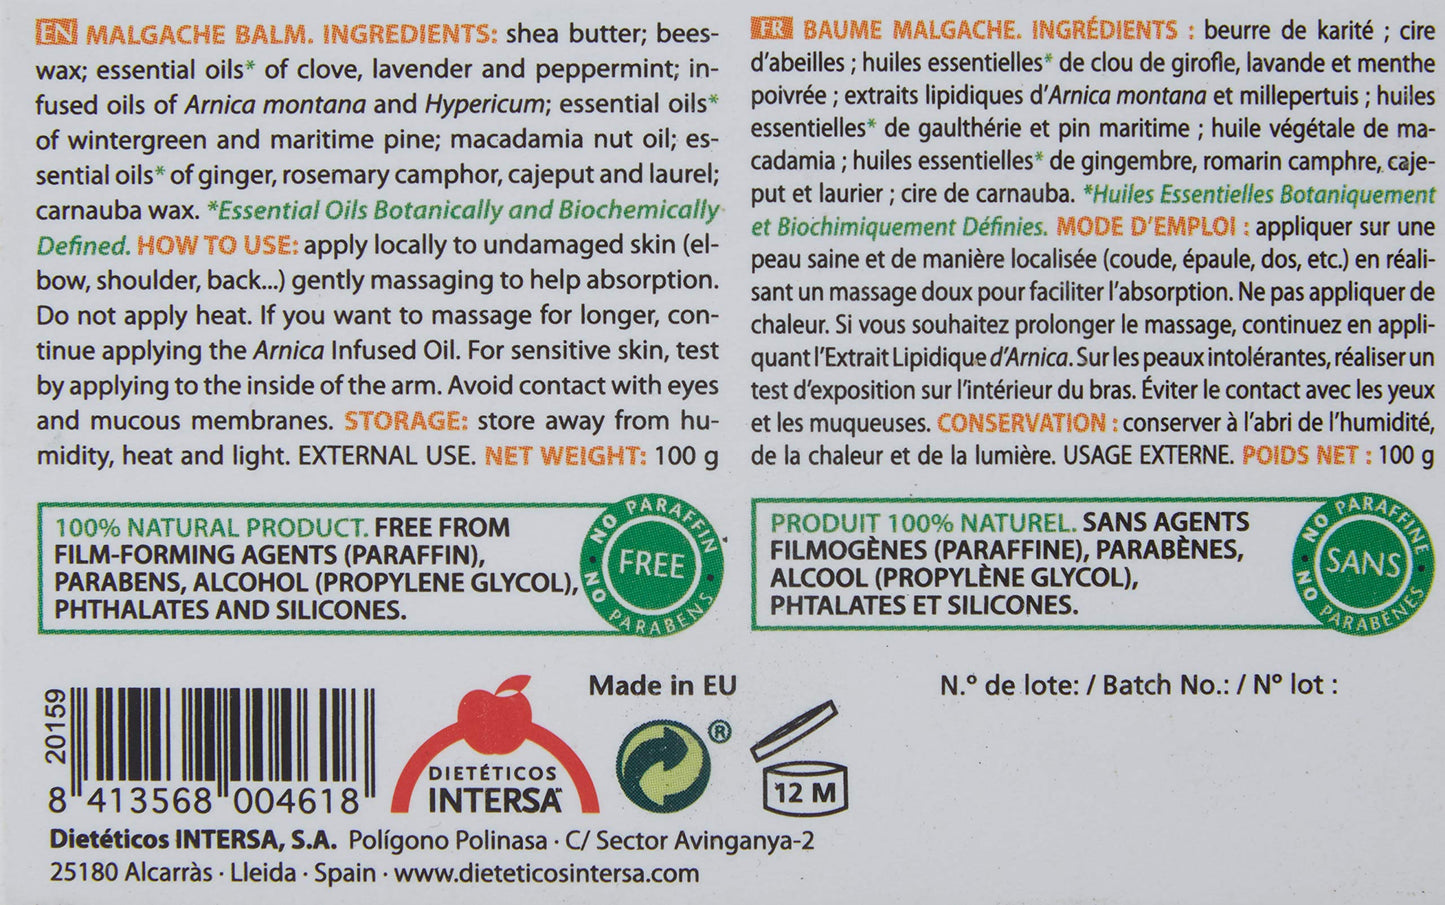 EN MALGACHE BALM. INGREDIENTS: shea butter; bees-
wax; essential oils* of clove, lavender and peppermint; in-
fused oils of Arnica montana and Hypericum; essential oils*
of wintergreen and maritime pine; macadamia nut oil; es-
sential oils* of ginger, rosemary camphor, cajeput and laurel;
carnauba wax. *Essential Oils Botanically and Biochemically
Defined. HOW TO USE: apply locally to undamaged skin (el-
bow, shoulder, back...) gently massaging to help absorption.
Do not apply heat. If you want to massage for longer, con-
tinue applying the Arnica Infused Oil. For sensitive skin, test
by applying to the inside of the arm. Avoid contact with eyes
and mucous membranes. STORAGE: store away from hu-
midity, heat and light. EXTERNAL USE. NET WEIGHT: 100 g
100% NATURAL PRODUCT. FREE FROM
FILM-FORMING AGENTS (PARAFFIN),
PARABENS, ALCOHOL (PROPYLENE GLYCOL),
PHTHALATES AND SILICONES.
NO PARAFFIN
FREE
NO PARABENS
FR BAUME MALGACHE. INGRÉDIENTS : beurre de karité ; cire
d'abeilles ; huiles essentielles* de clou de girofle, lavande et menthe
poivrée ; extraits lipidiques d'Arnica montana et millepertuis ; huiles
essentielles* de gaulthérie et pin maritime ; huile végétale de ma-
cadamia ; huiles essentielles* de gingembre, romarin camphre, caje-
put et laurier ; cire de carnauba. *Huiles Essentielles Botaniquement
et Biochimiquement Définies. MODE D'EMPLOI : appliquer sur une
peau saine et de manière localisée (coude, épaule, dos, etc.) en réali-
sant un massage doux pour faciliter l'absorption. Ne pas appliquer de
chaleur. Si vous souhaitez prolonger le massage, continuez en appli-
quant l'Extrait Lipidique d'Arnica. Sur les peaux intolérantes, réaliser un
test d'exposition sur l'intérieur du bras. Éviter le contact avec les yeux
et les muqueuses. CONSERVATION : conserver à l'abri de l'humidité,
de la chaleur et de la lumière. USAGE EXTERNE. POIDS NET : 100 g
PRODUIT 100% NATUREL. SANS AGENTS
FILMOGÈNES (PARAFFINE), PARABÈNES,
ALCOOL (PROPYLÈNE GLYCOL),
PHTALATES ET SILICONES.
NO PARAFFINE
SANS
NO PARABÈNES
20159
8 413568 004618
DIETÉTICOS
INTERSA™
Made in EU
®
12 M
N.º de lote: / Batch No.: / Nº lot :
Dietéticos INTERSA, S.A. Polígono Polinasa · C/ Sector Avinganya-2
25180 Alcarràs · Lleida · Spain · www.dieteticosintersa.com